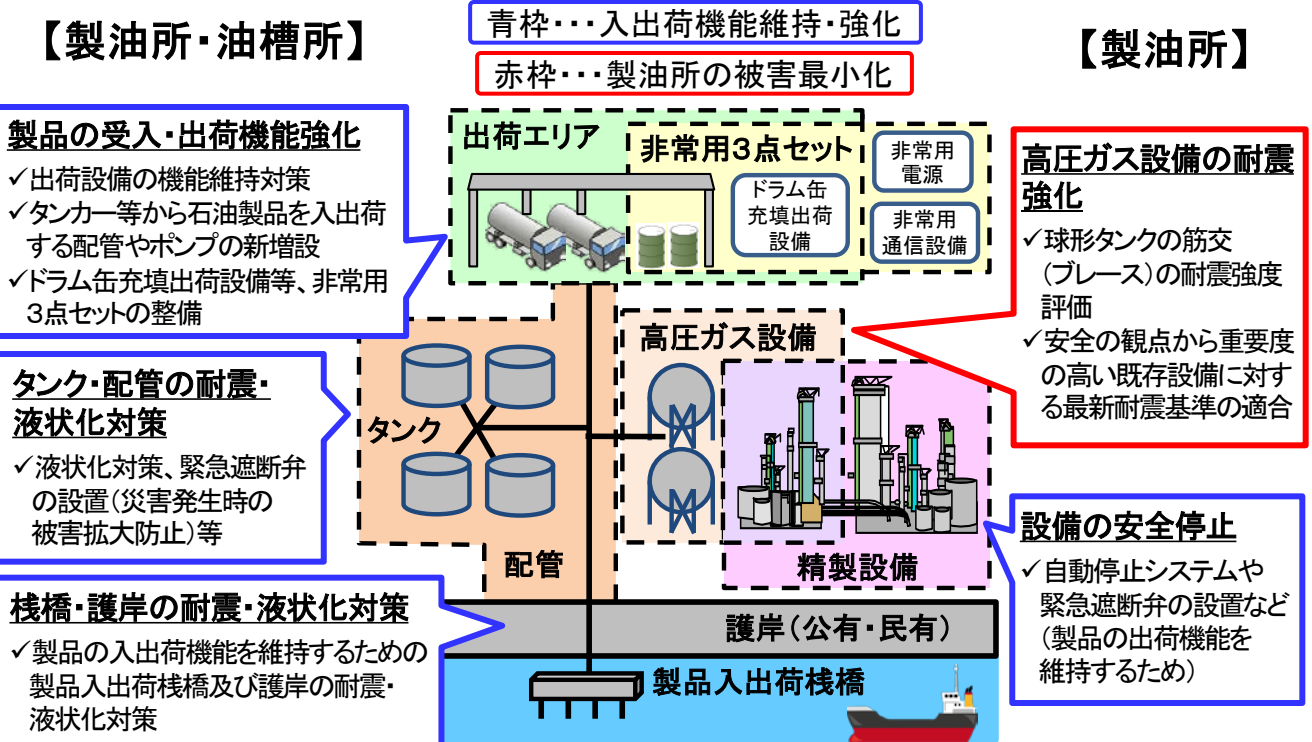 【製油所・油槽所】
青枠・・・入出荷機能維持・強化
赤枠・・・製油所の被害最小化
【製油所】
製品の受入・出荷機能強化
✓出荷設備の機能維持対策
✓タンカー等から石油製品を入出荷
する配管やポンプの新増設
✓ドラム缶充填出荷設備等、非常用
3点セットの整備
タンク・配管の耐震・
液状化対策
✓液状化対策、緊急遮断弁
の設置(災害発生時の
被害拡大防止)等
桟橋・護岸の耐震・液状化対策
✓製品の入出荷機能を維持するための
製品入出荷桟橋及び護岸の耐震・
液状化対策
出荷エリア
非常用3点セット
ドラム缶
充填出荷
設備
非常用
電源
非常用
通信設備
高圧ガス設備
タンク
配管
精製設備
護岸(公有・民有)
製品入出荷桟橋
高圧ガス設備の耐震
強化
✓球形タンクの筋交
(ブレース)の耐震強度
評価
✓安全の観点から重要度
の高い既存設備に対す
る最新耐震基準の適合
設備の安全停止
✓自動停止システムや
緊急遮断弁の設置など
(製品の出荷機能を
維持するため)